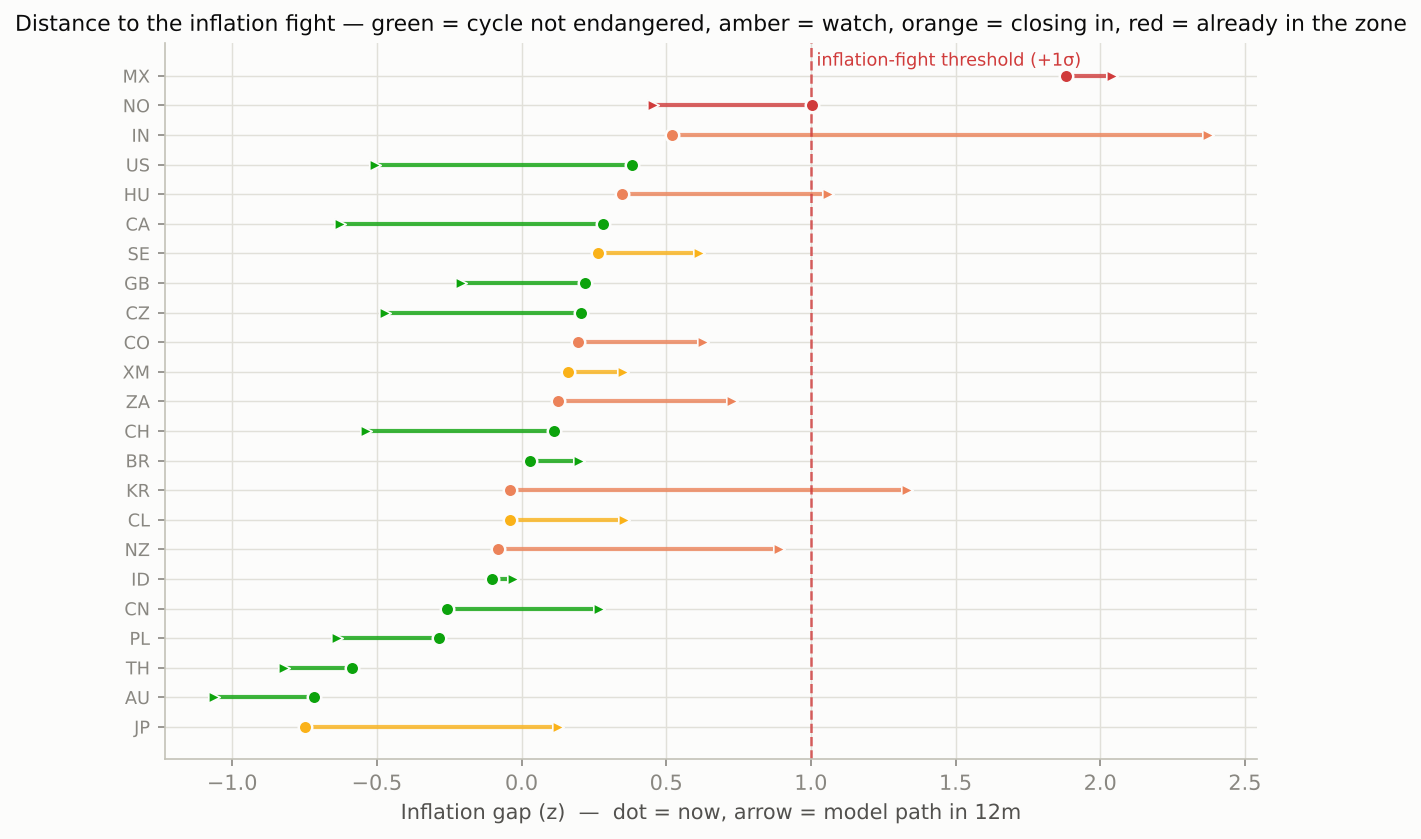 Distance to the inflation fight — green = cycle not endangered, amber = watch, orange = closing in, red = already in the zone
inflation-fight threshold (+1σ)
MX
NO
IN
US
HU
CA
SE
GB
CZ
CO
XM
ZA
CH
BR
KR
CL
NZ
ID
CN
PL
TH
AU
JP
−1.0 −0.5 0.0 0.5 1.0 1.5 2.0 2.5
Inflation gap (z) — dot = now, arrow = model path in 12m